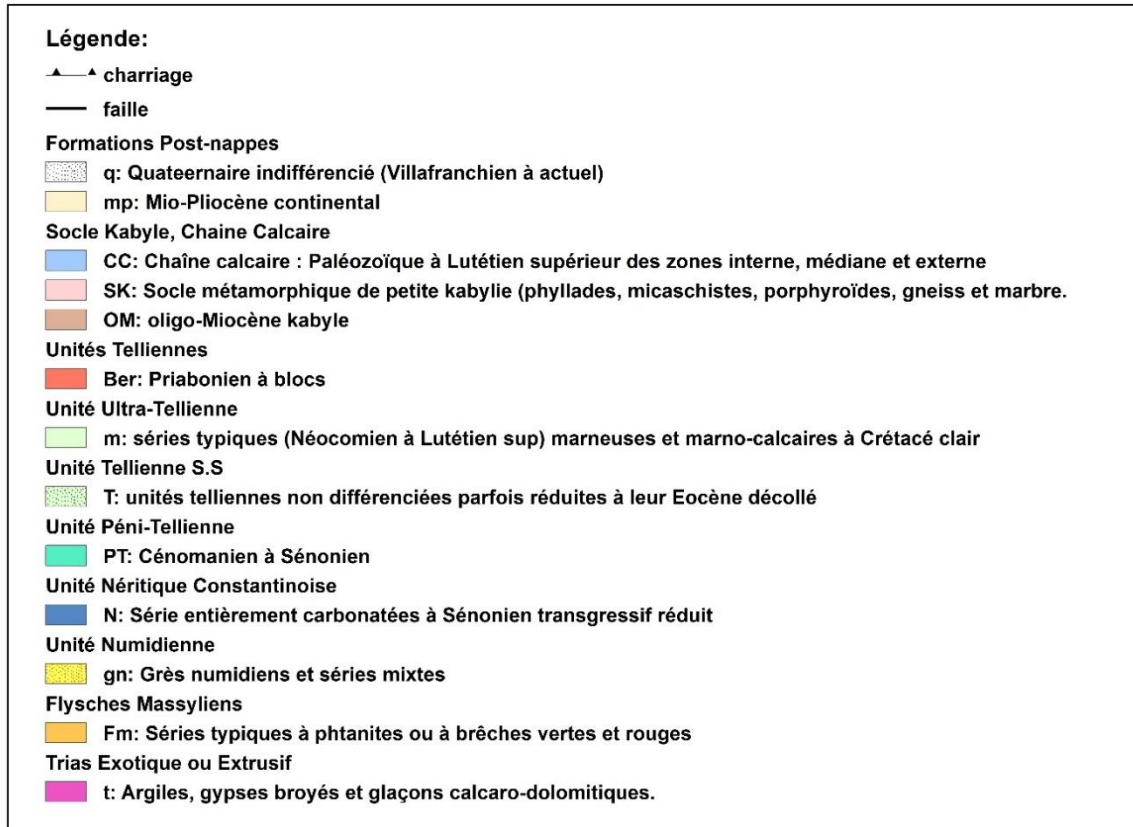 Légende:
charriage
faille
Formations Post-nappes
q: Quateernaire indifférencié (Villafranchien à actuel)
mp: Mio-Pliocène continental
Socle Kabyle, Chaine Calcaire
CC: Chaîne calcaire : Paléozoïque à Lutétien supérieur des zones interne, médiane et externe
SK: Socle métamorphique de petite kabylie (phyllades, micaschistes, porphyroïdes, gneiss et marbre.
OM: oligo-Miocène kabyle
Unités Telliennes
Ber: Priabonien à blocs
Unité Ultra-Tellienne
m: séries typiques (Néocomien à Lutétien sup) marneuses et marno-calcaires à Crétacé clair
Unité Tellienne S.S
T: unités telliennes non différenciées parfois réduites à leur Eocène décollé
Unité Péni-Tellienne
PT: Cénomanien à Sénonien
Unité Néritique Constantinoise
N: Série entièrement carbonatées à Sénonien transgressif réduit
Unité Numidienne
gn: Grès numidiens et séries mixtes
Flysches Massyliens
Fm: Séries typiques à phtanites ou à brêches vertes et rouges
Trias Exotique ou Extrusif
t: Argiles, gypses broyés et glaçons calcaro-dolomitiques.